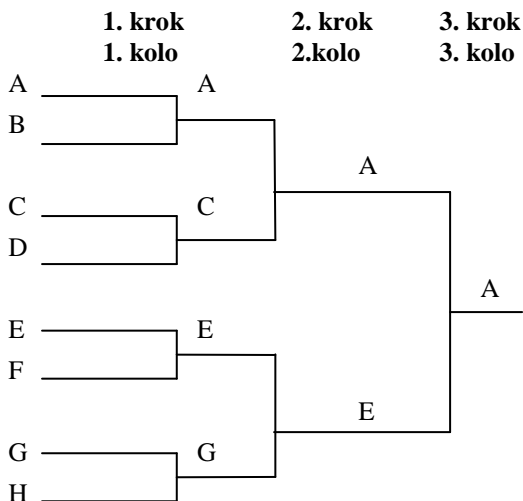 1. krok 2. krok 3. krok
1. kolo 2.kolo 3. kolo
A A
B
A
C C
D
A
E E
F
E
G G
H